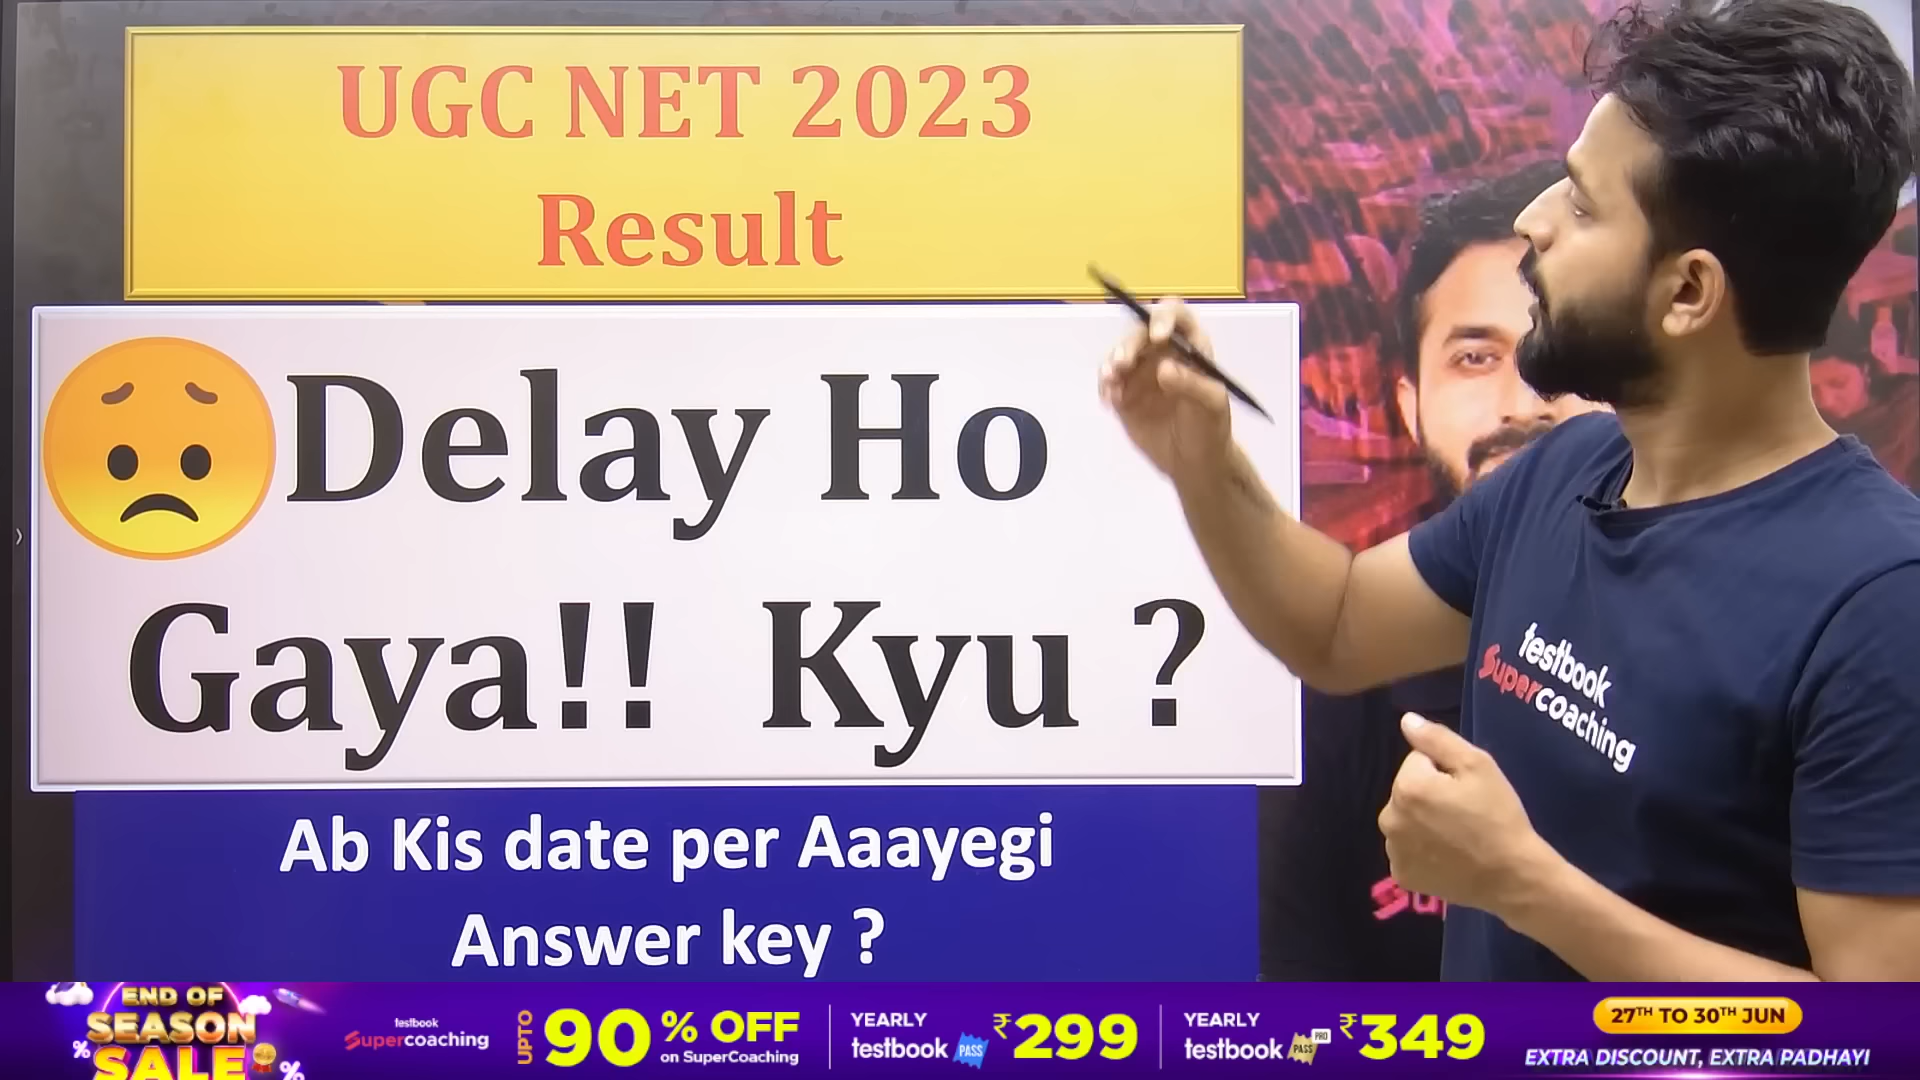 UGC NET 2023
Result
Delay Ho
Gaya!! Kyu ?
Ab Kis date per Aaayegi
Answer key ?
testbook
Supercoaching
Su
END OF
SEASON
SALE
%
%
testbook
Supercoaching
UPTO 90% OFF
on SuperCoaching
YEARLY
testbook PASS ₹299
YEARLY
testbook PASS PRO ₹349
27TH TO 30TH JUN
EXTRA DISCOUNT, EXTRA PADHAYI